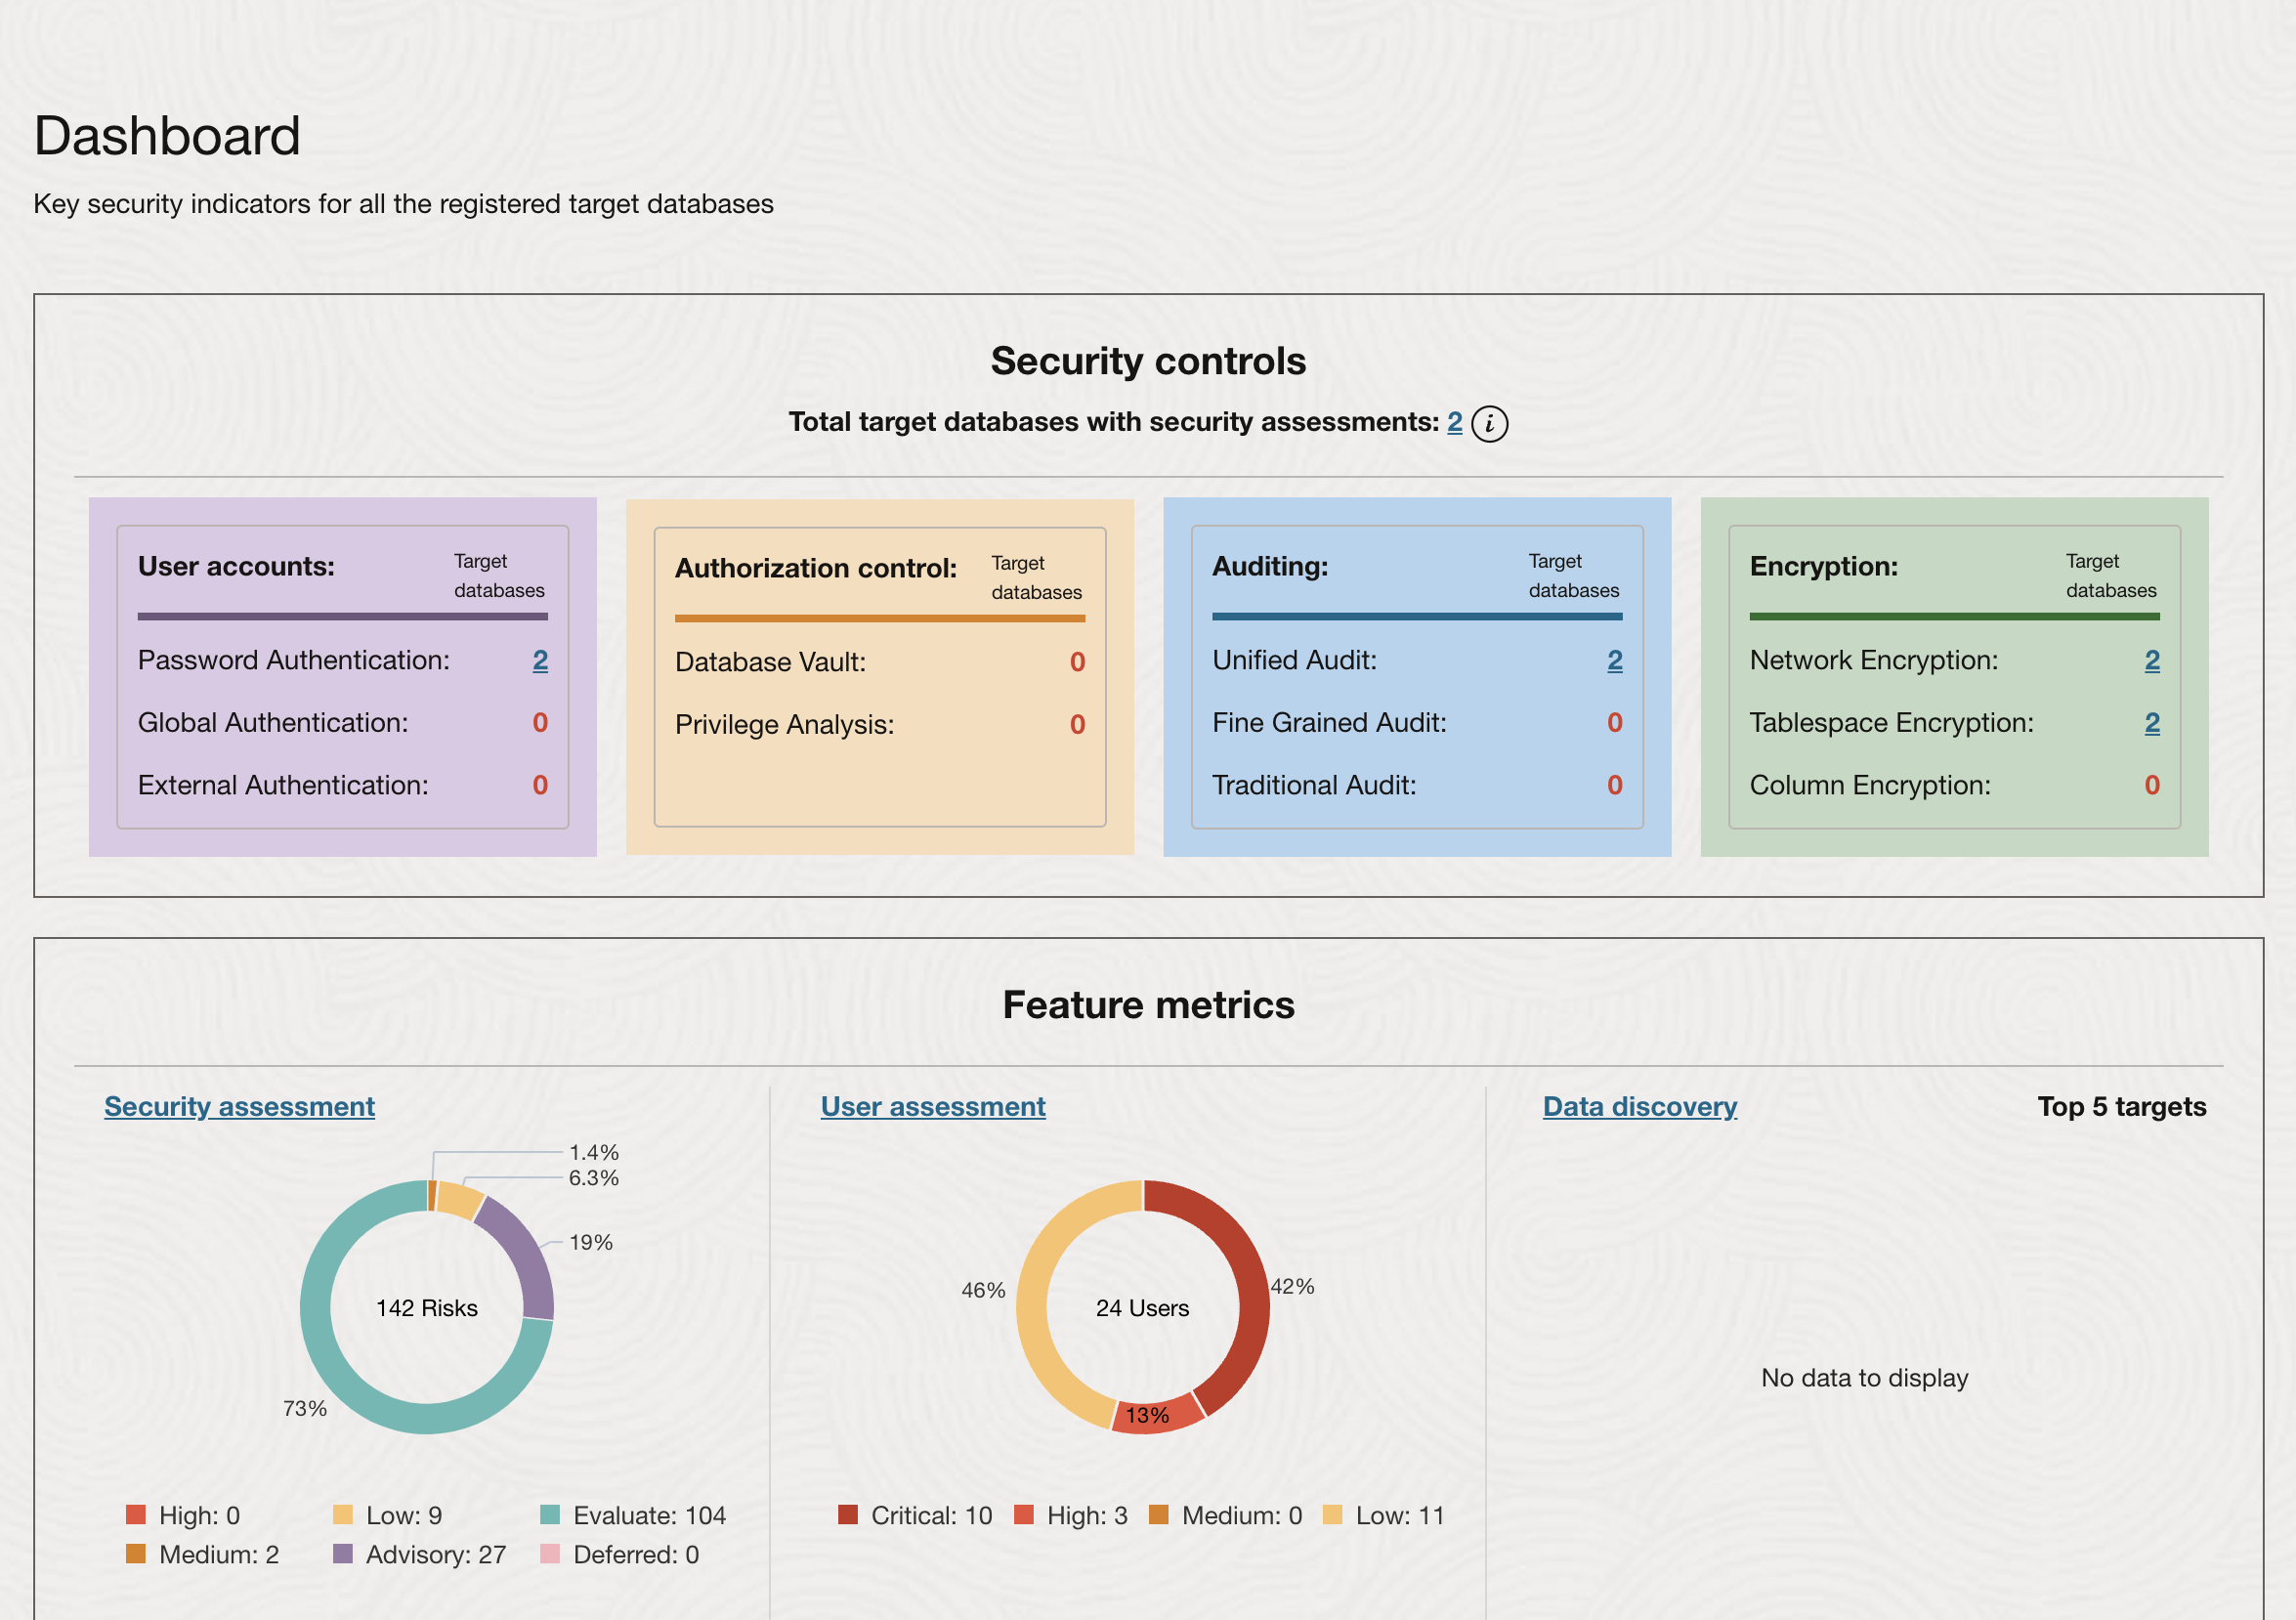 Dashboard
Key security indicators for all the registered target databases
Security controls
Total target databases with security assessments: 2 i
User accounts: Target databases
Password Authentication: 2
Global Authentication: 0
External Authentication: 0
Authorization control: Target databases
Database Vault: 0
Privilege Analysis: 0
Auditing: Target databases
Unified Audit: 2
Fine Grained Audit: 0
Traditional Audit: 0
Encryption: Target databases
Network Encryption: 2
Tablespace Encryption: 2
Column Encryption: 0
Feature metrics
Security assessment
1.4%
6.3%
19%
142 Risks
73%
High: 0 Low: 9 Evaluate: 104
Medium: 2 Advisory: 27 Deferred: 0
User assessment
46%
42%
24 Users
13%
Critical: 10 High: 3 Medium: 0 Low: 11
Data discovery Top 5 targets
No data to display